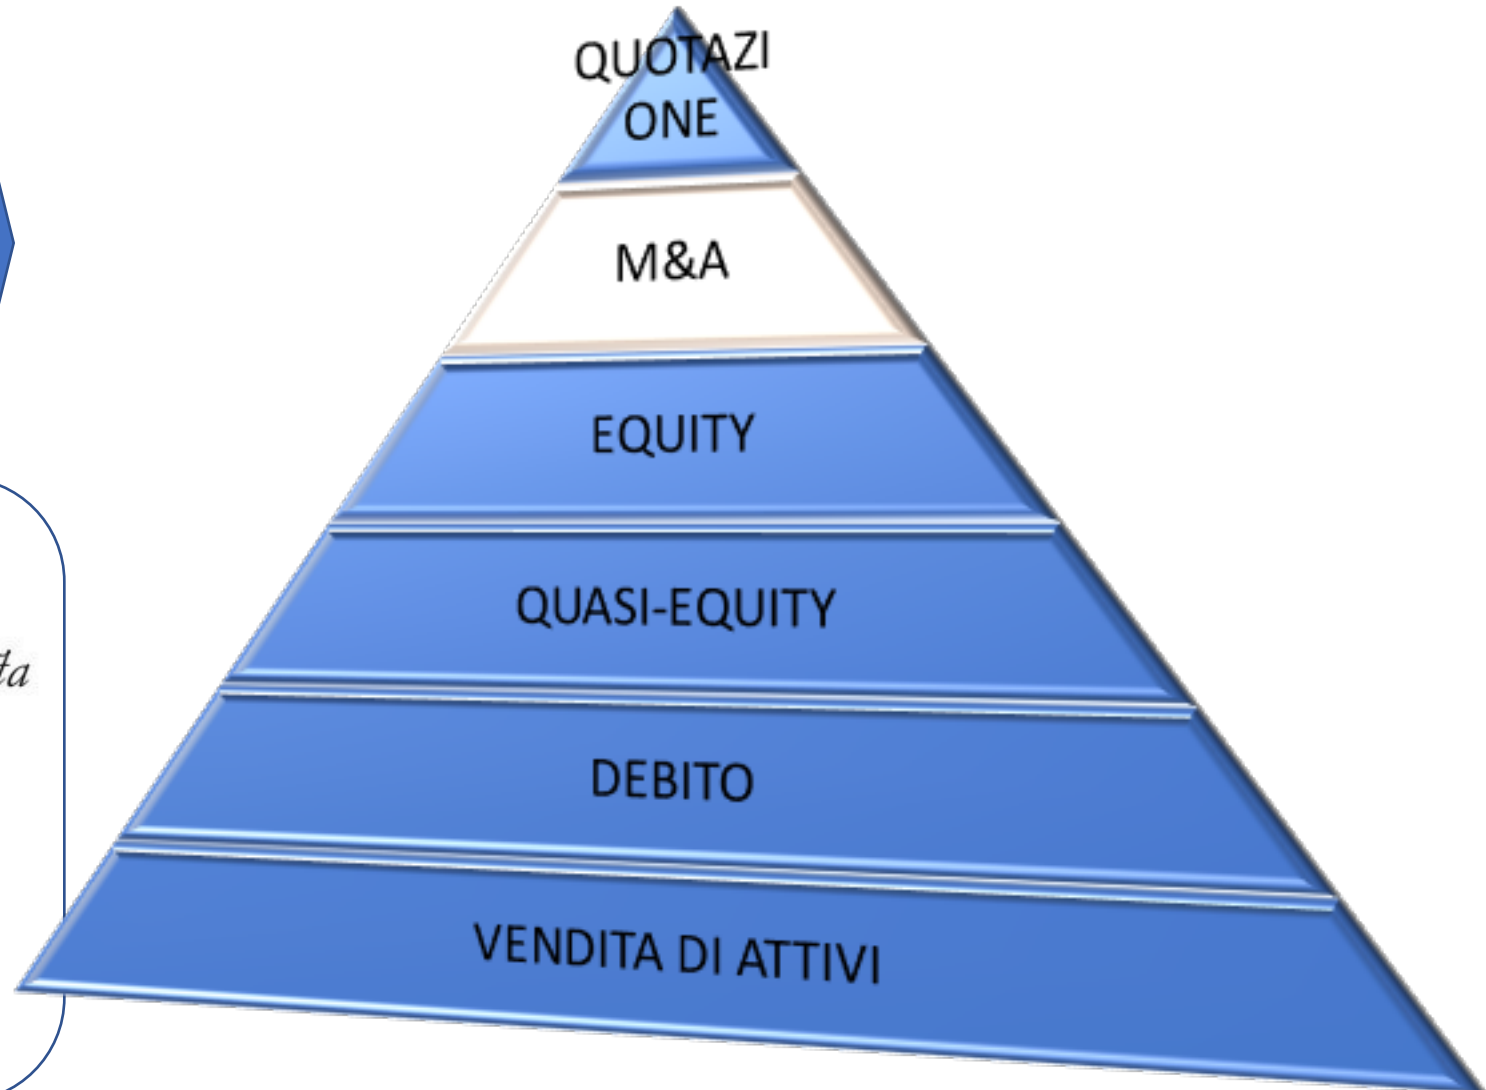 QUOTAZI
ONE
M&A
EQUITY
QUASI-EQUITY
DEBITO
VENDITA DI ATTIVI